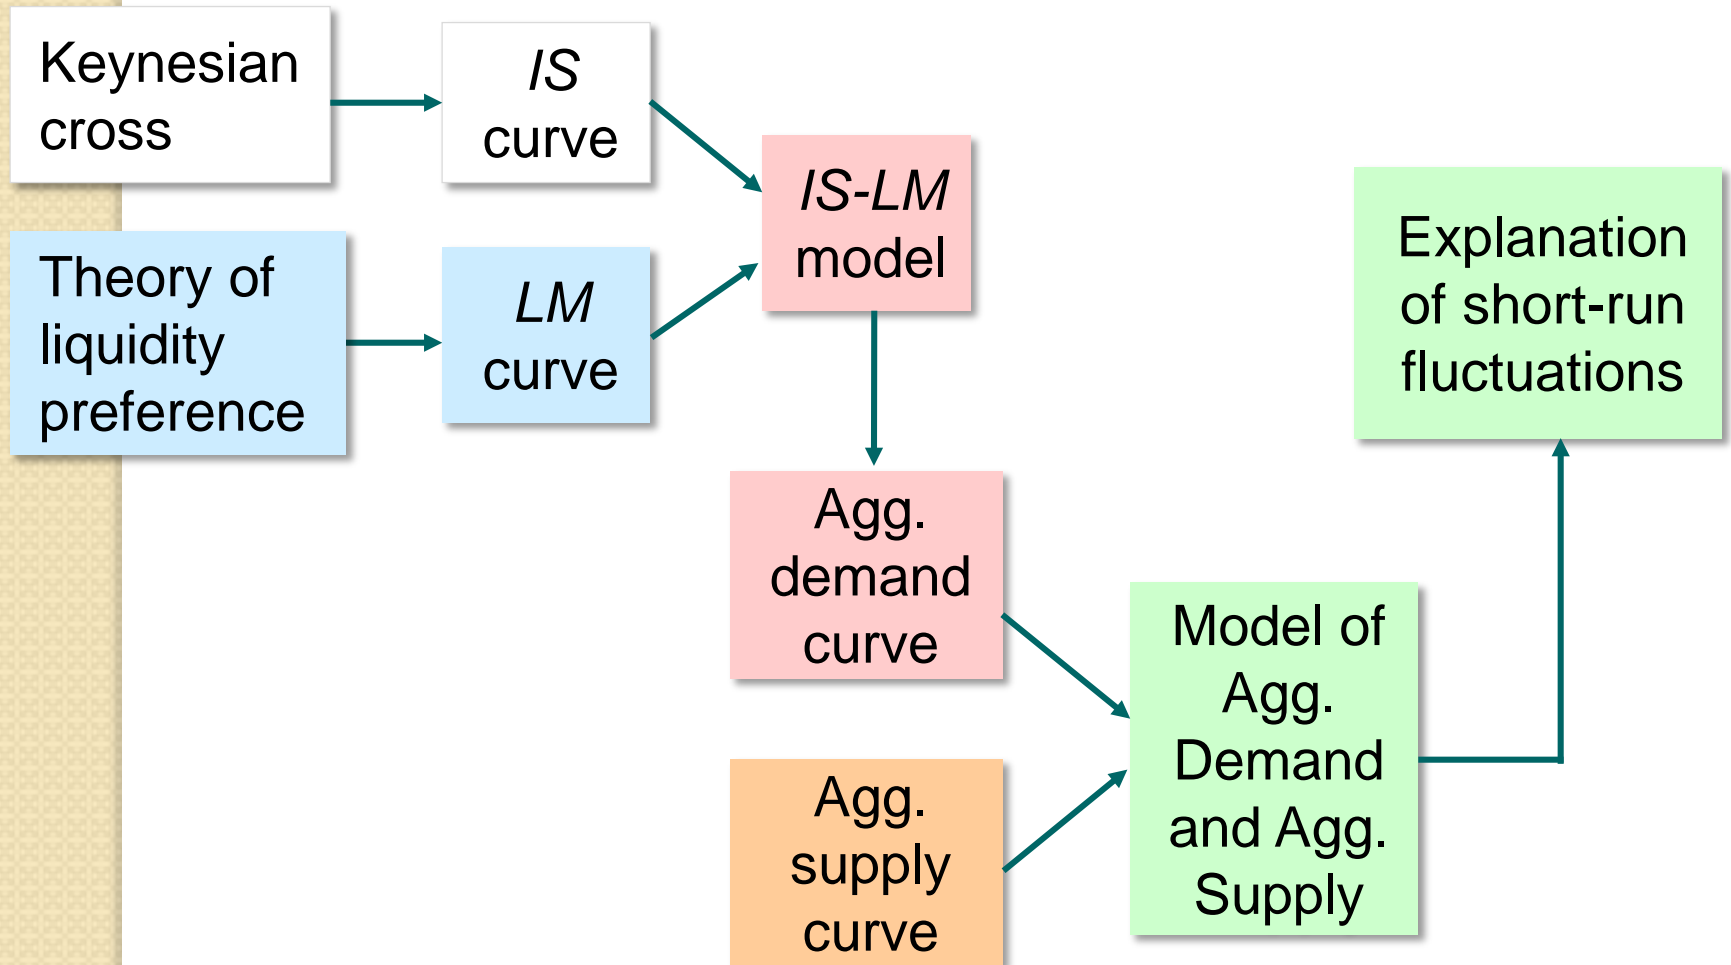 Keynesian
cross
IS
curve
IS-LM
model
Theory of
liquidity
preference
LM
curve
Explanation
of short-run
fluctuations
Agg.
demand
curve
Model of
Agg.
Demand
and Agg.
Supply
Agg.
supply
curve